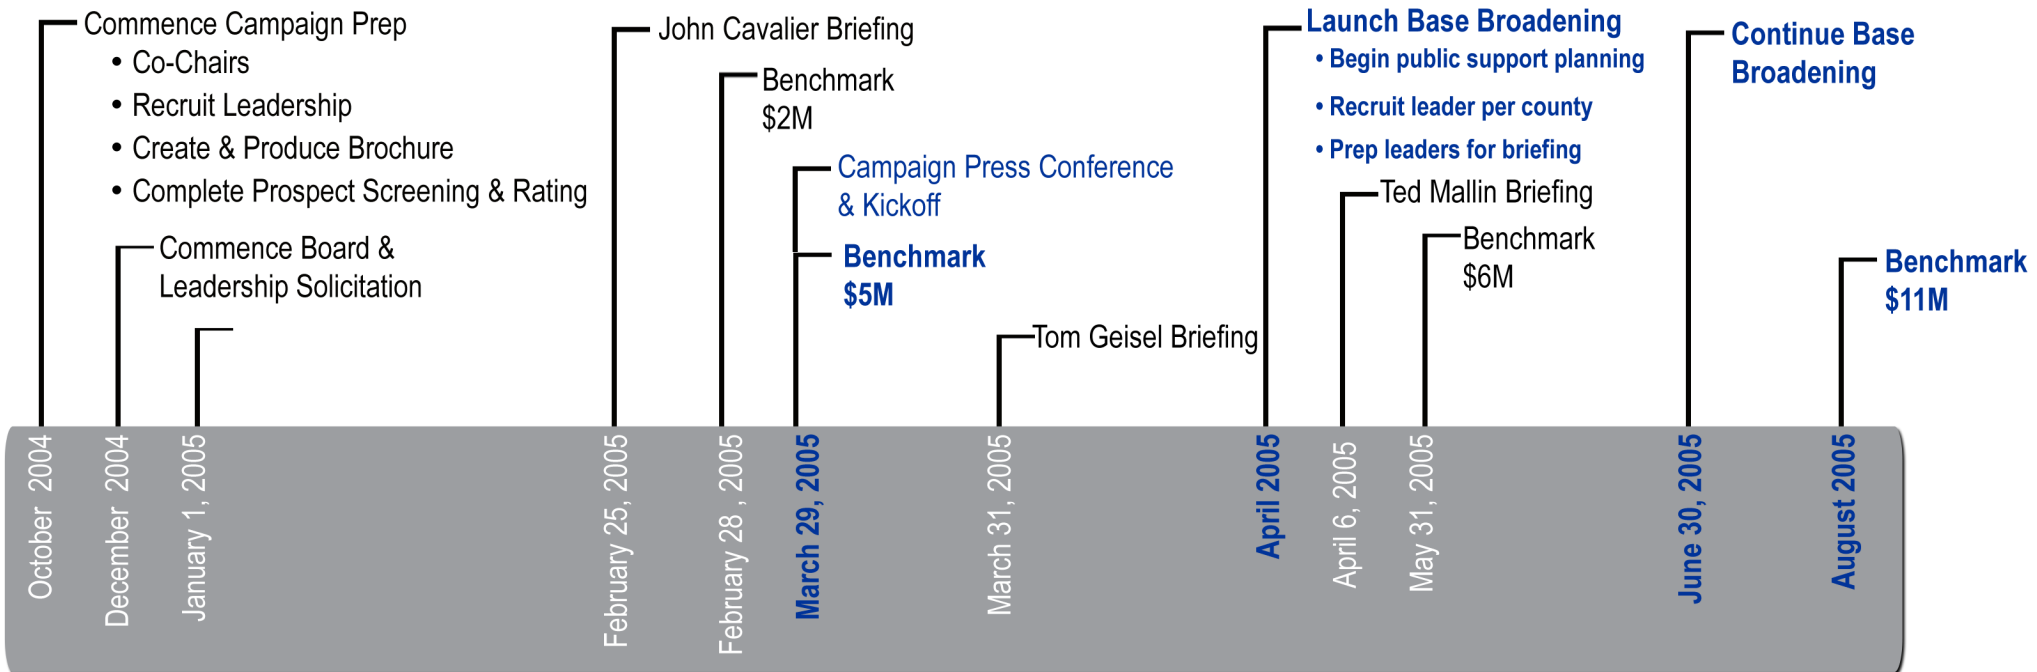 Commence Campaign Prep
• Co-Chairs
• Recruit Leadership
• Create & Produce Brochure
• Complete Prospect Screening & Rating
Commence Board &
Leadership Solicitation
John Cavalier Briefing
Benchmark
$2M
Campaign Press Conference
& Kickoff
Benchmark
$5M
Tom Geisel Briefing
Launch Base Broadening
• Begin public support planning
• Recruit leader per county
• Prep leaders for briefing
Ted Mallin Briefing
Benchmark
$6M
Continue Base
Broadening
Benchmark
$11M
October 2004
December 2004
January 1, 2005
February 25, 2005
February 28, 2005
March 29, 2005
March 31, 2005
April 2005
April 6, 2005
May 31, 2005
June 30, 2005
August 2005